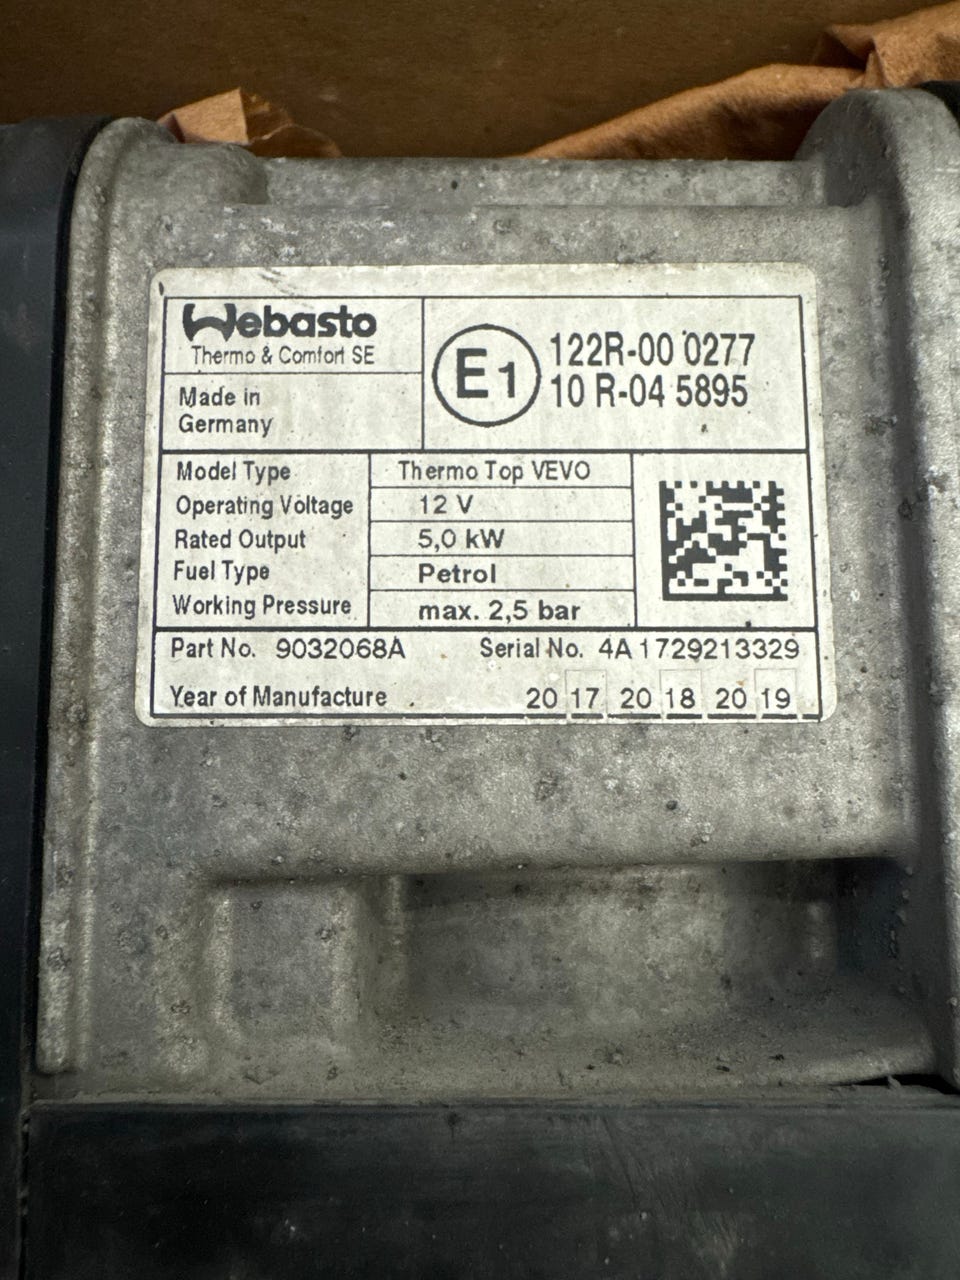 Webasto
Thermo & Comfort SE
Made in
Germany
E1
122R-00 0277
10 R-04 5895
Model Type Thermo Top VEVO
Operating Voltage 12 V
Rated Output 5,0 kW
Fuel Type Petrol
Working Pressure max. 2,5 bar
Part No. 9032068A Serial No. 4A1729213329
Year of Manufacture 20 17 20 18 20 19